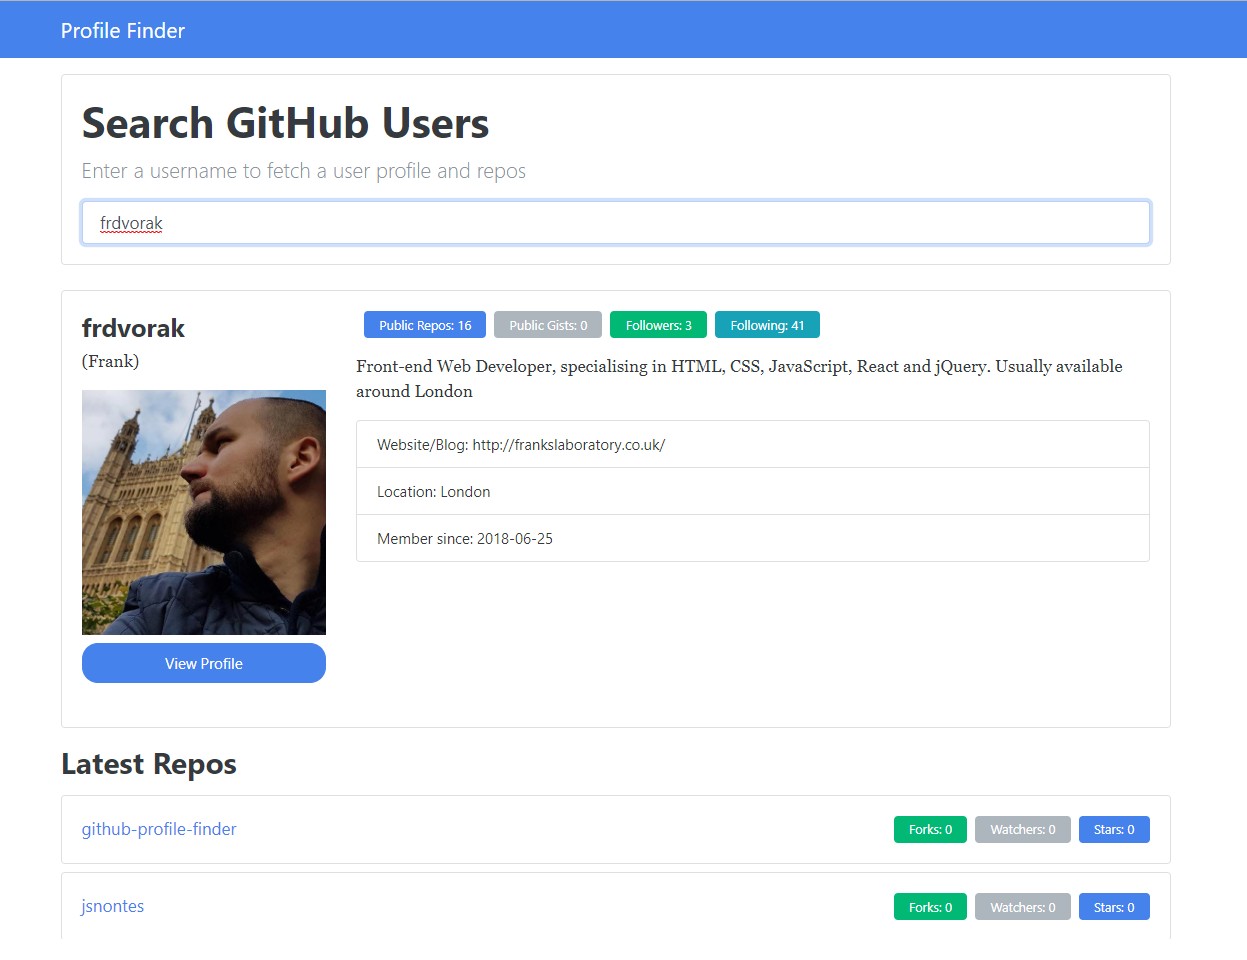 Profile Finder
Search GitHub Users
Enter a username to fetch a user profile and repos
frdvorak
frdvorak
(Frank)
View Profile
Public Repos: 16 Public Gists: 0 Followers: 3 Following: 41
Front-end Web Developer, specialising in HTML, CSS, JavaScript, React and jQuery. Usually available
around London
Website/Blog: http://frankslaboratory.co.uk/
Location: London
Member since: 2018-06-25
Latest Repos
github-profile-finder Forks: 0 Watchers: 0 Stars: 0
jsnontes Forks: 0 Watchers: 0 Stars: 0